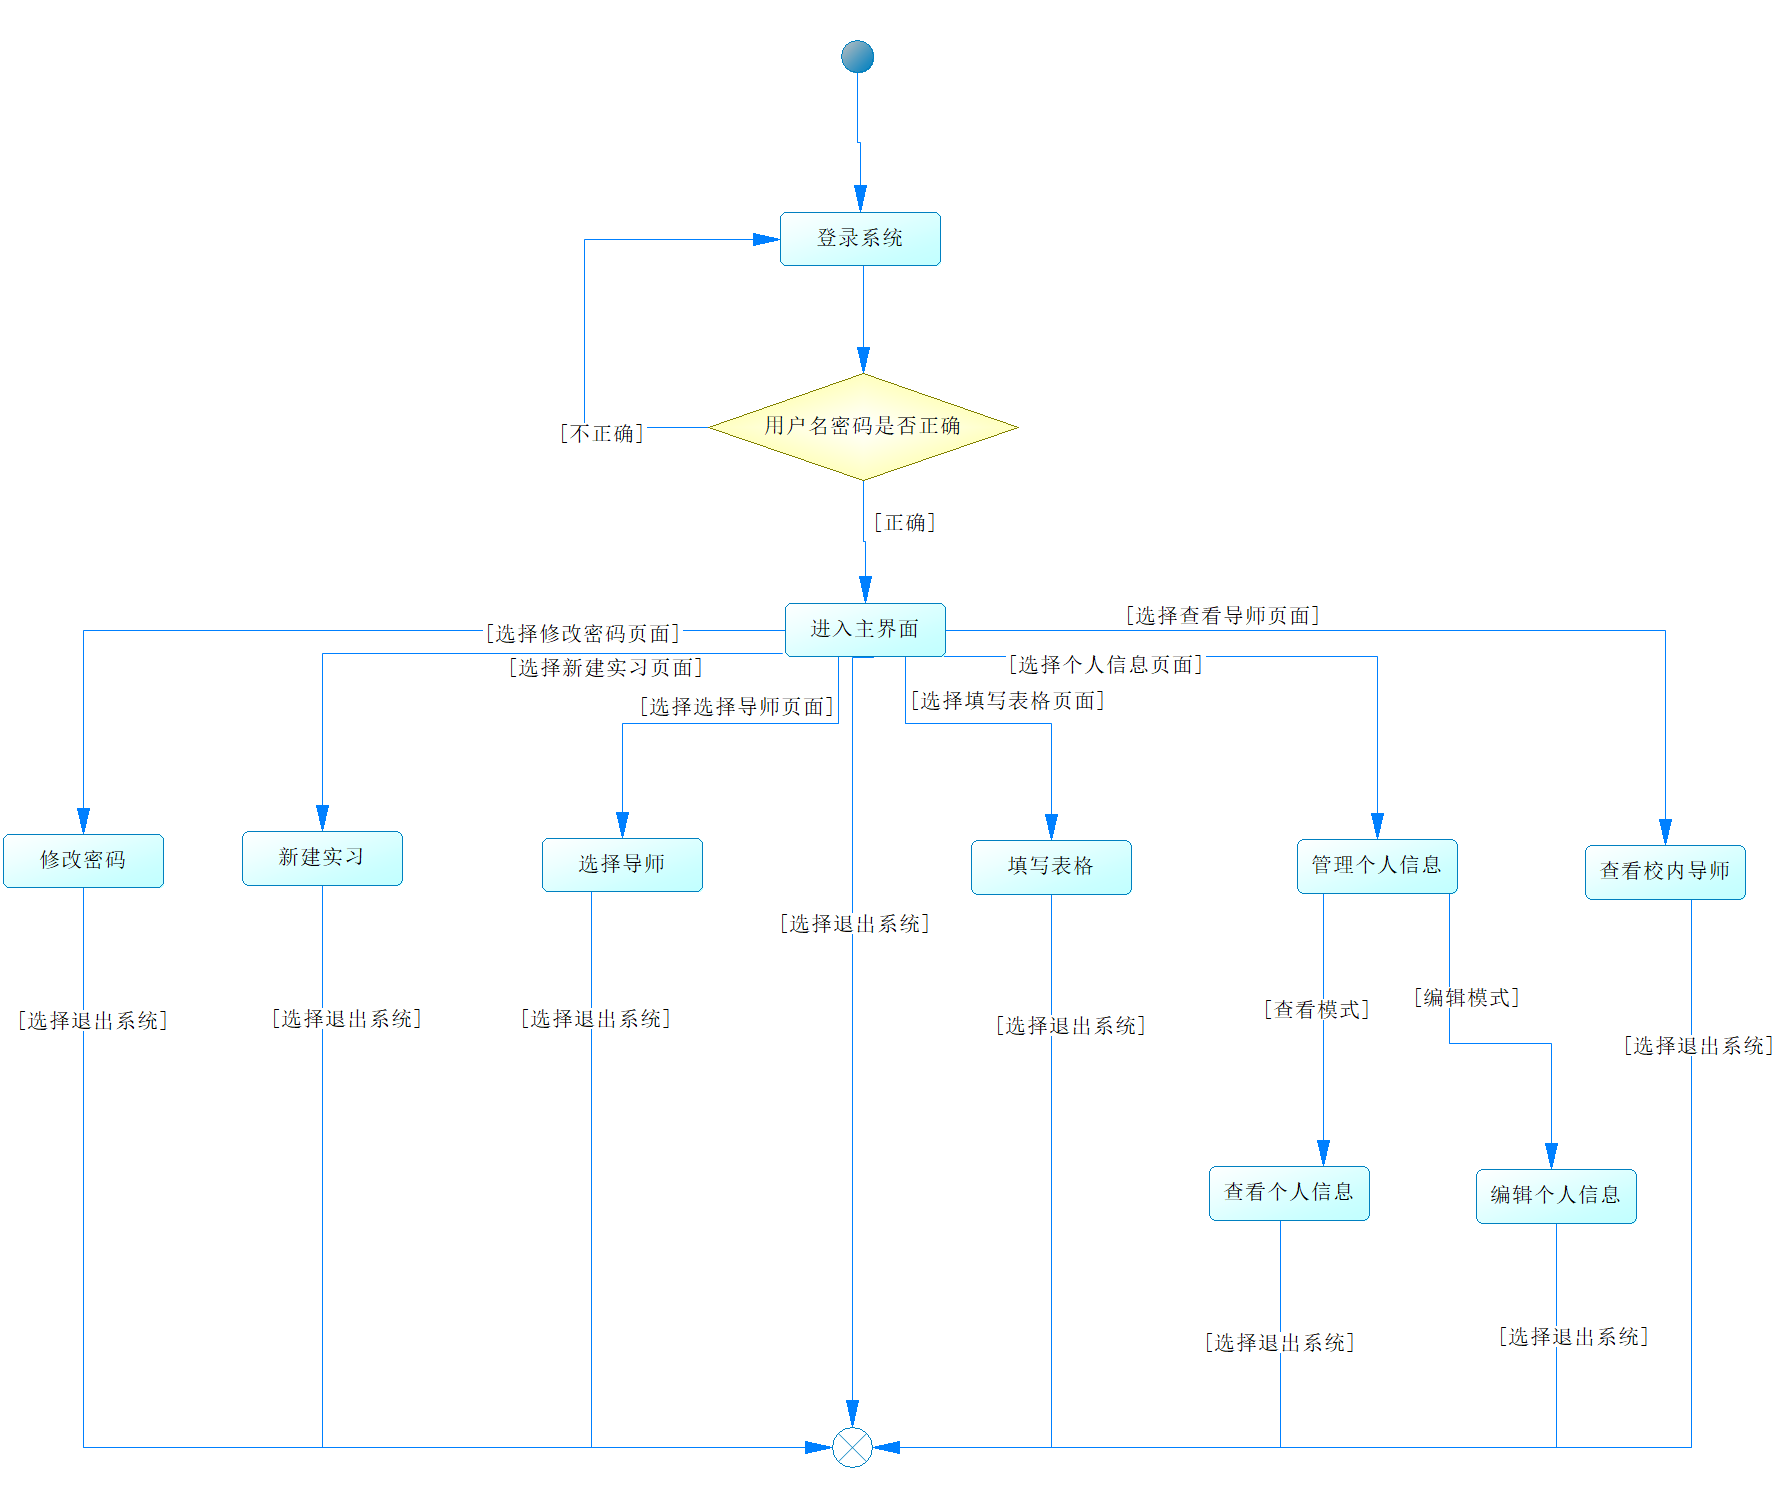 登录系统
用户名密码是否正确
[不正确]
[正确]
进入主界面
[选择查看导师页面]
[选择修改密码页面]
[选择新建实习页面]
[选择个人信息页面]
[选择选择导师页面]
[选择填写表格页面]
修改密码
新建实习
选择导师
填写表格
管理个人信息
查看校内导师
[选择退出系统]
[选择退出系统]
[选择退出系统]
[选择退出系统]
[选择退出系统]
[查看模式]
[编辑模式]
[选择退出系统]
查看个人信息
编辑个人信息
[选择退出系统]
[选择退出系统]